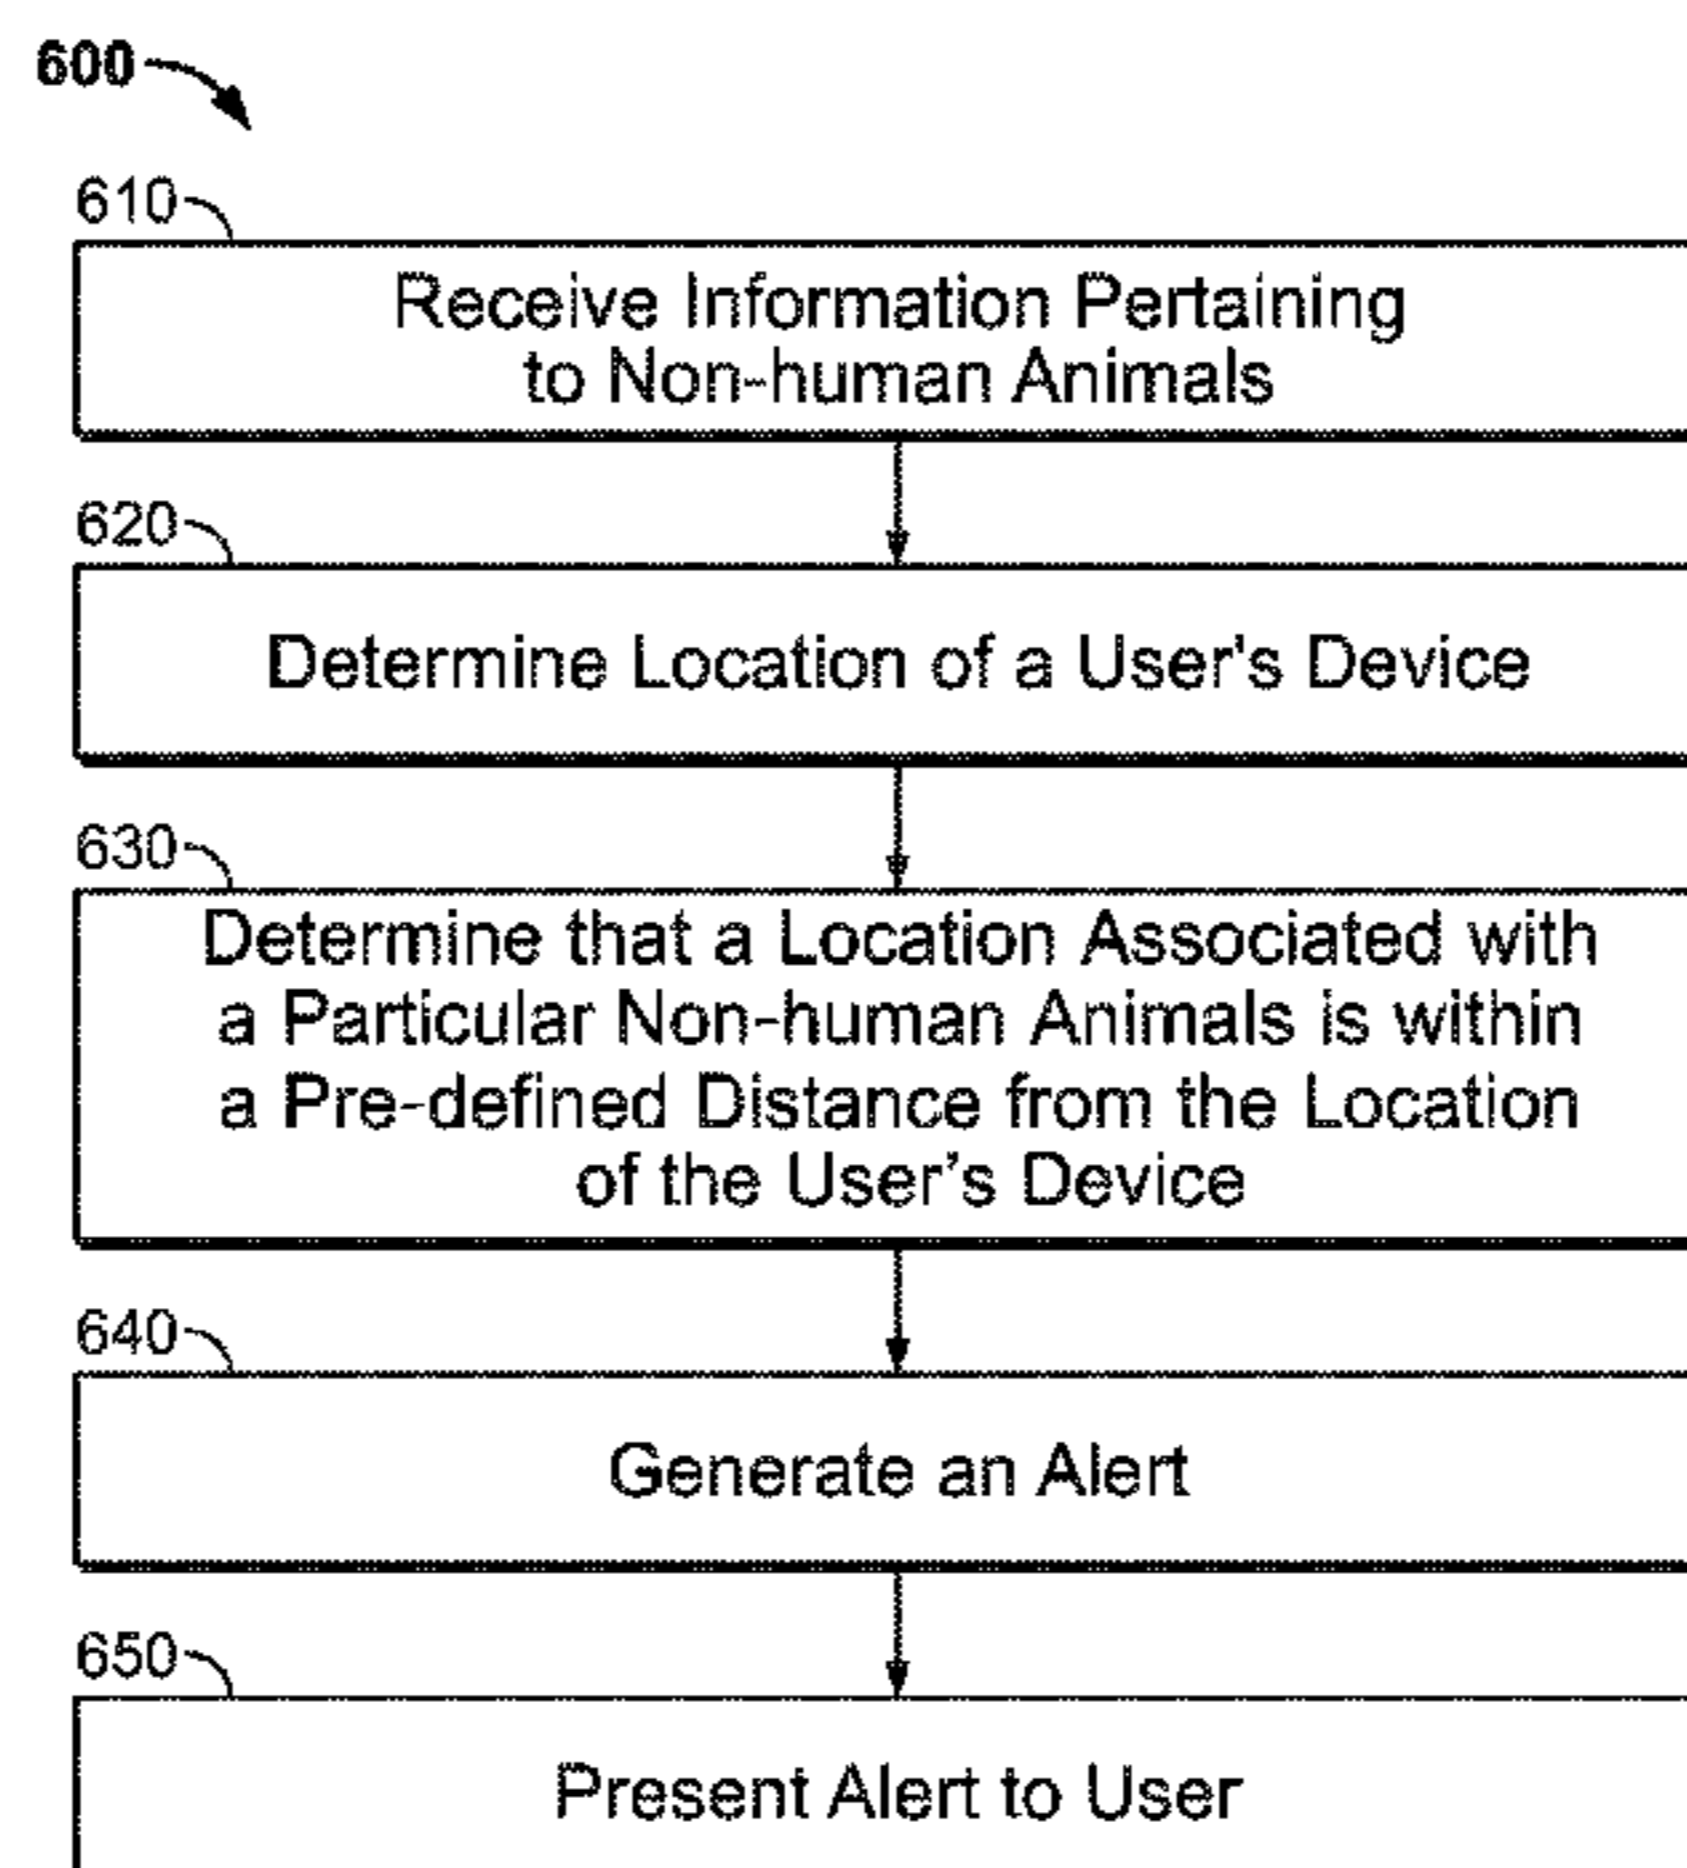 600
610
Receive Information Pertaining
to Non-human Animals
620
Determine Location of a User's Device
630
Determine that a Location Associated with
a Particular Non-human Animals is within
a Pre-defined Distance from the Location
of the User’s Device
640
Generate an Alert
650
Present Alert to User